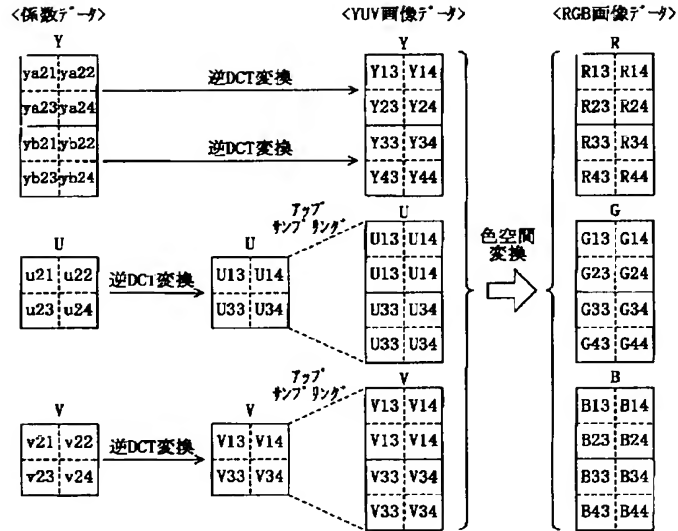 <係数データ> <YUV画像データ> <RGB画像データ>
Y Y R
ya21 ya22 Y13 Y14 R13 R14
逆DCT変換
ya23 ya24 Y23 Y24 R23 R24
yb21 yb22 Y33 Y34 R33 R34
逆DCT変換
yb23 yb24 Y43 Y44 R43 R44
アップ
サンプリング
U U U G
U13 U14 G13 G14
色空間
変換
u21 u22 U13 U14 U13 U14 G23 G24
逆DCT変換
u23 u24 U33 U34 U33 U34 G33 G34
U33 U34 G43 G44
アップ
サンプリング
V V V B
V13 V14 B13 B14
v21 v22 V13 V14 V13 V14 B23 B24
逆DCT変換
v23 v24 V33 V34 V33 V34 B33 B34
V33 V34 B43 B44